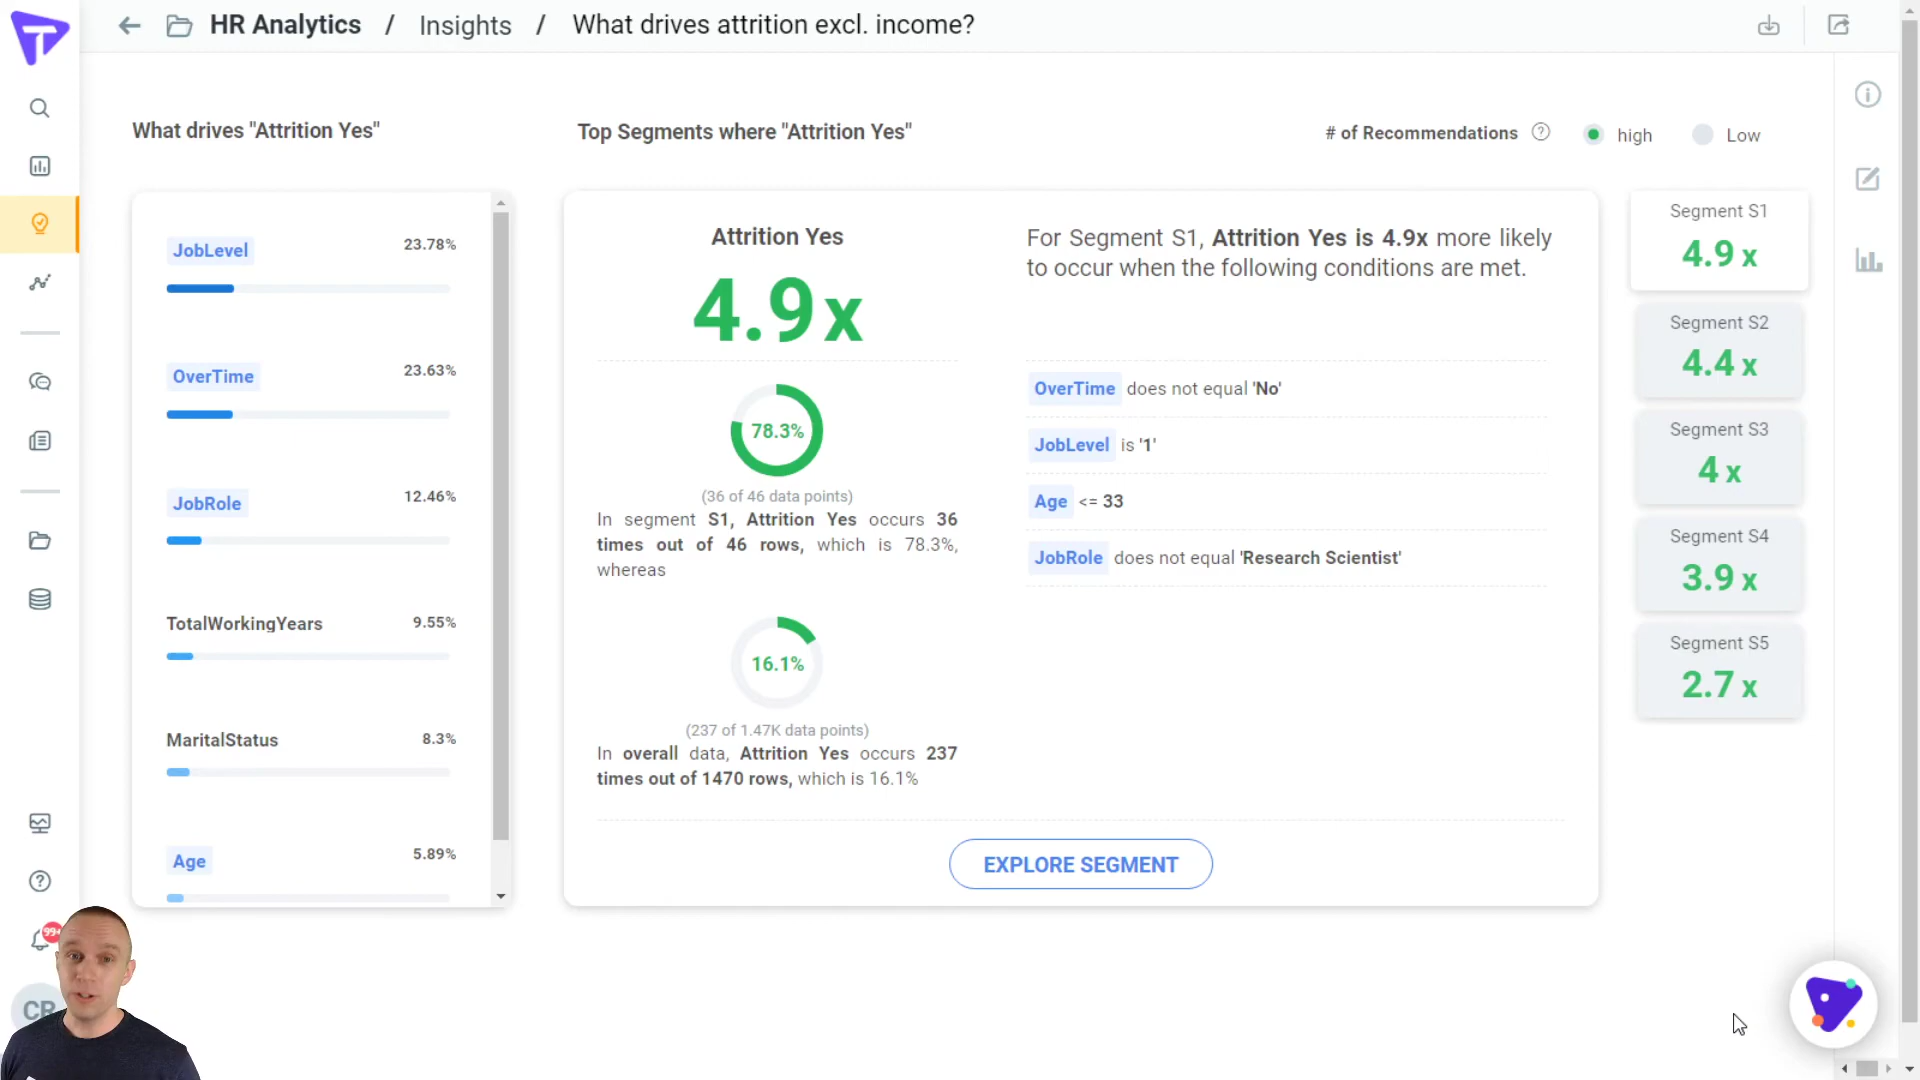 HR Analytics / Insights / What drives attrition excl. income?
What drives "Attrition Yes"
Top Segments where "Attrition Yes"
# of Recommendations
high
Low
JobLevel 23.78%
OverTime 23.63%
JobRole 12.46%
TotalWorkingYears 9.55%
MaritalStatus 8.3%
Age 5.89%
Attrition Yes
4.9x
78.3%
(36 of 46 data points)
In segment S1, Attrition Yes occurs 36
times out of 46 rows, which is 78.3%,
whereas
16.1%
(237 of 1.47K data points)
In overall data, Attrition Yes occurs 237
times out of 1470 rows, which is 16.1%
For Segment S1, Attrition Yes is 4.9x more likely
to occur when the following conditions are met.
OverTime does not equal 'No'
JobLevel is '1'
Age <= 33
JobRole does not equal 'Research Scientist'
EXPLORE SEGMENT
Segment S1
4.9 x
Segment S2
4.4 x
Segment S3
4 x
Segment S4
3.9 x
Segment S5
2.7 x
99+
CR